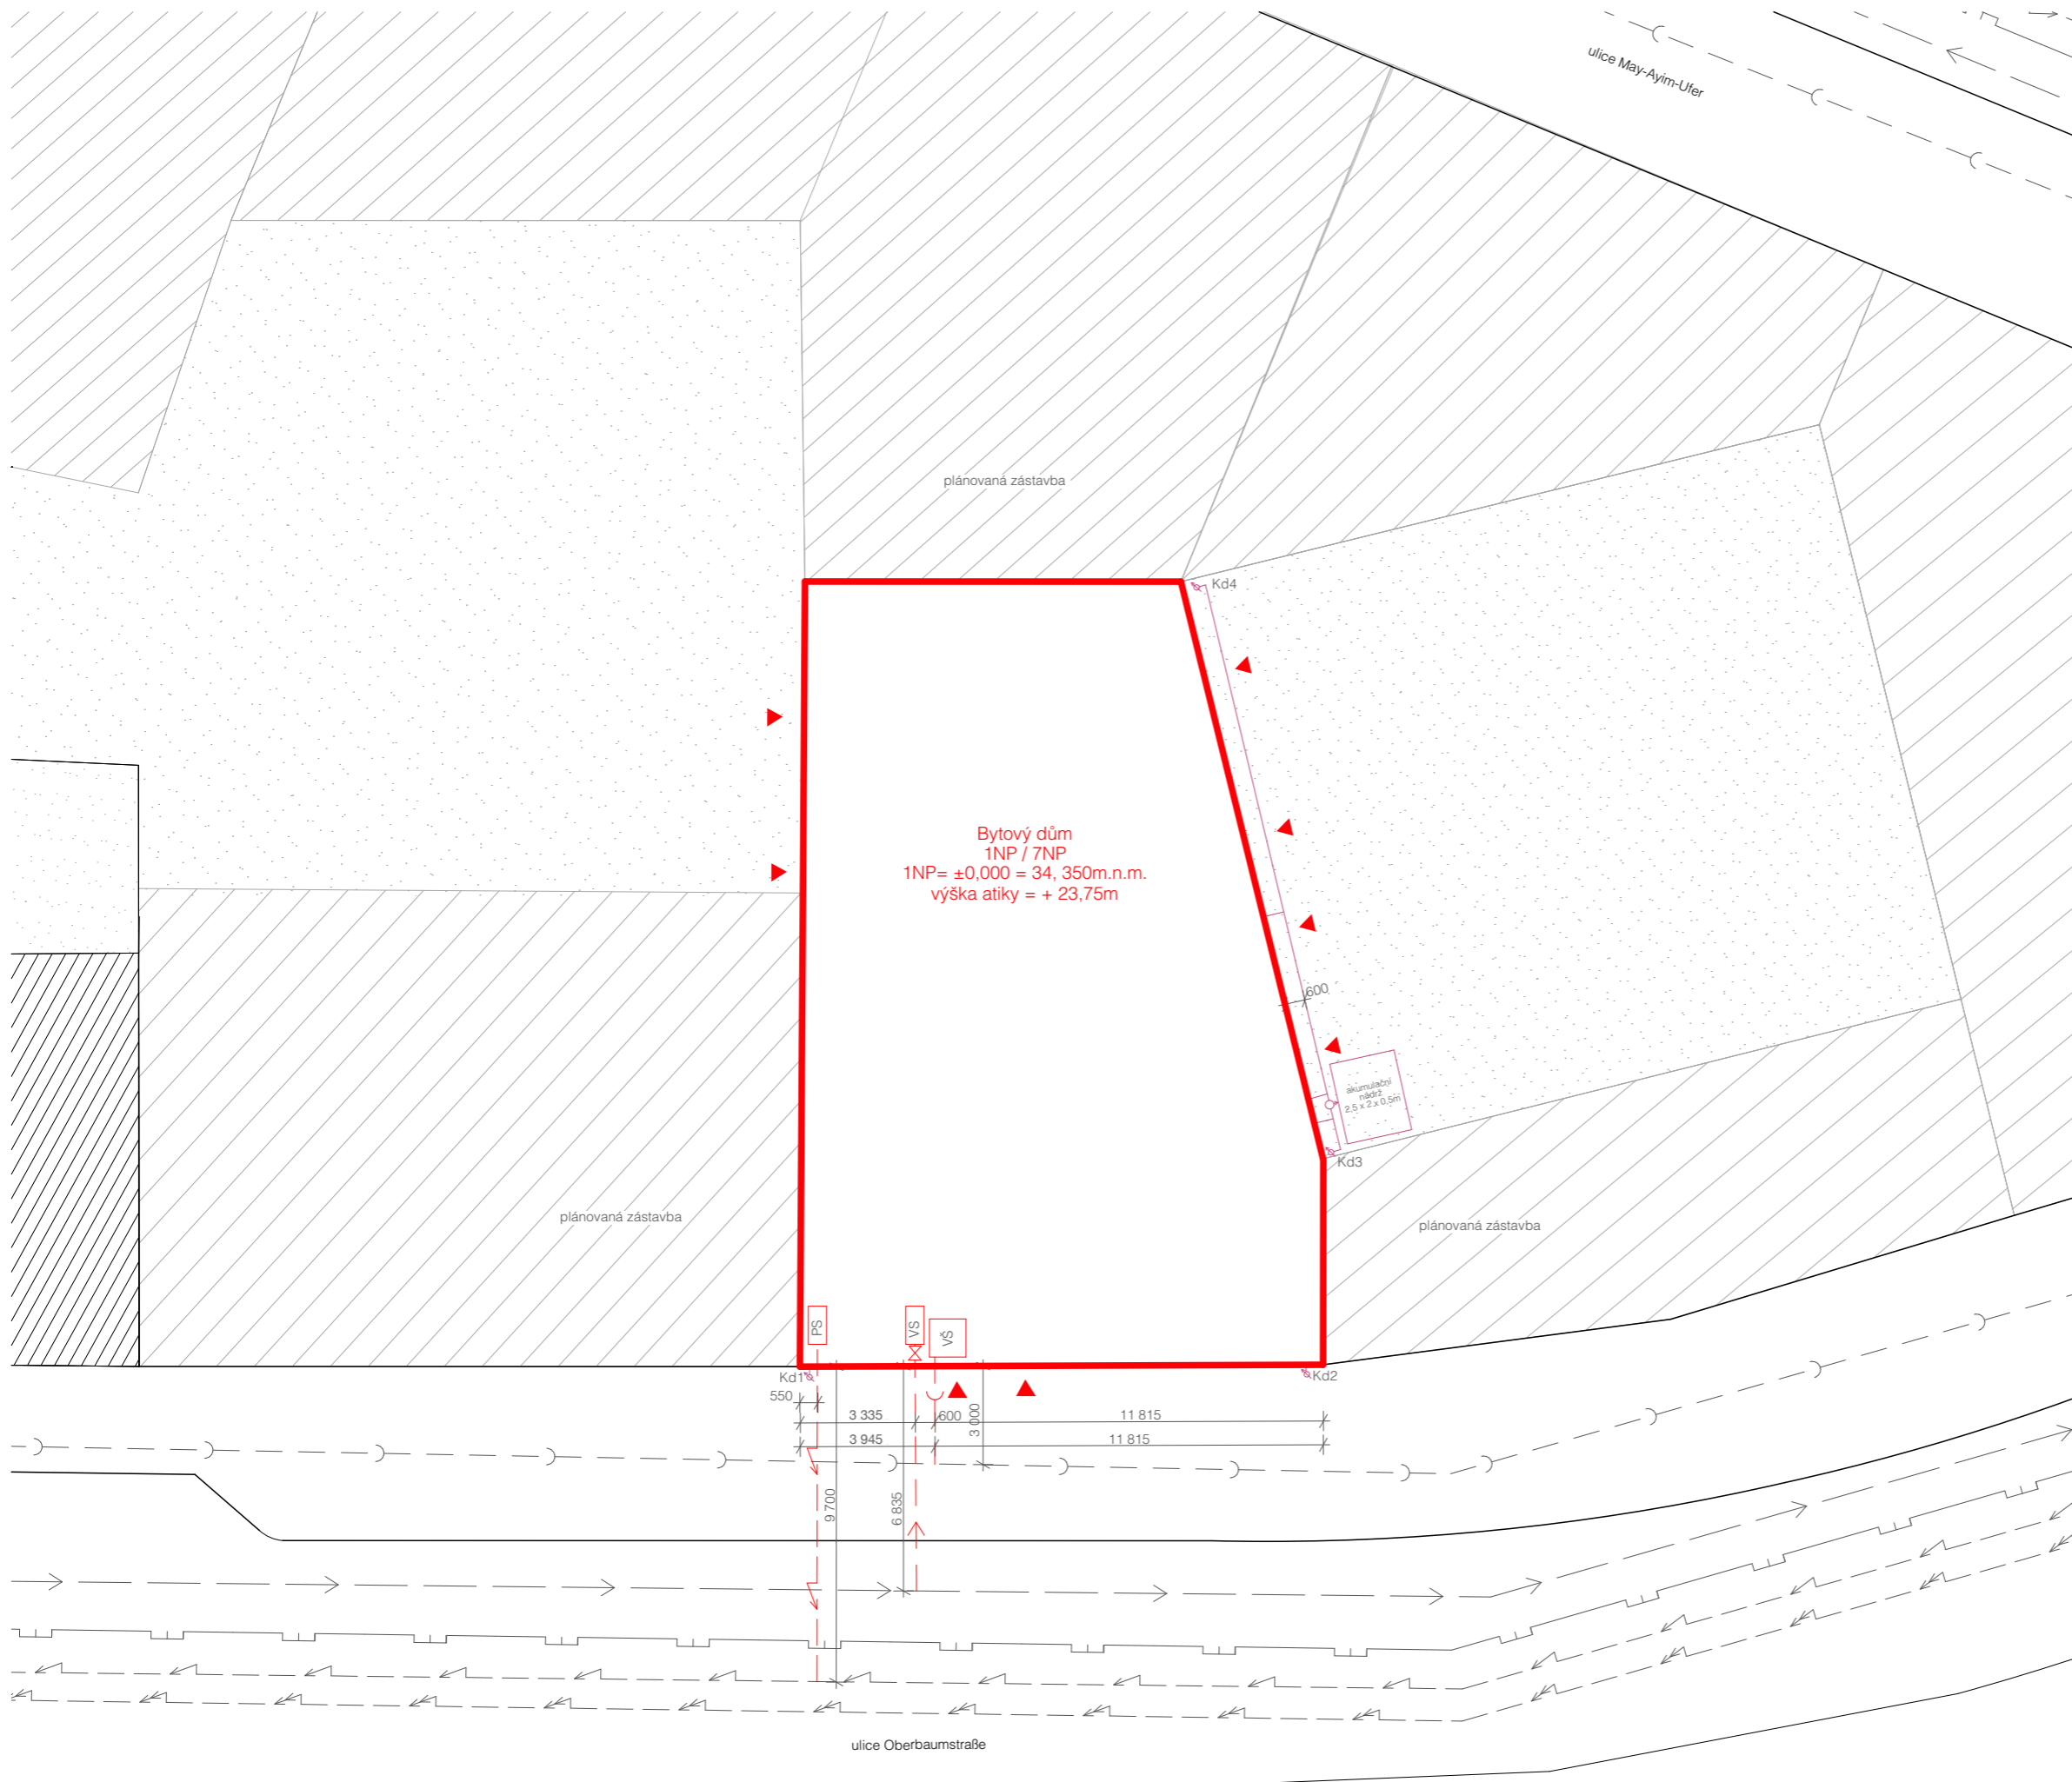 ulice May-Ayim-Ufer
plánovaná zástavba
Kd4
Bytový dům
1NP / 7NP
1NP= ±0,000 = 34, 350m.n.m.
výška atiky = + 23,75m
600
akumulační
nádrž
2,5 x 2 x 0,5m
Kd3
plánovaná zástavba
plánovaná zástavba
PS
VS
VŠ
Kd1
Kd2
550
3 335
600
3 000
11 815
3 945
11 815
9 700
6 835
ulice Oberbaumstraße